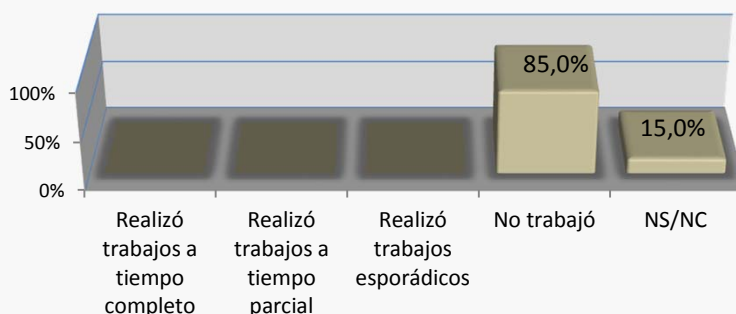 85,0%
15,0%
100%
50%
0%
Realizó
trabajos a
tiempo
completo
Realizó
trabajos a
tiempo
parcial
Realizó
trabajos
esporádicos
No trabajó
NS/NC